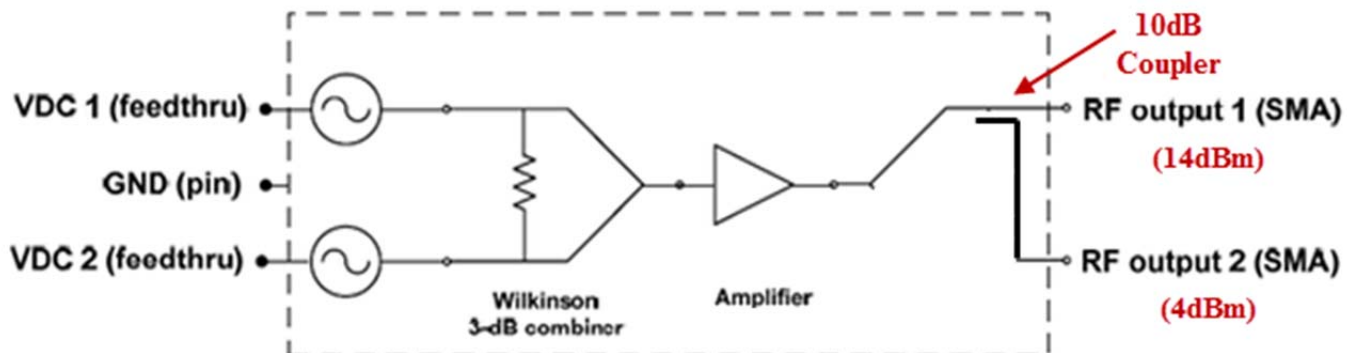 10dB
Coupler
VDC 1 (feedthru)
RF output 1 (SMA)
(14dBm)
GND (pin)
VDC 2 (feedthru)
RF output 2 (SMA)
(4dBm)
Wilkinson
3-dB combiner
Amplifier